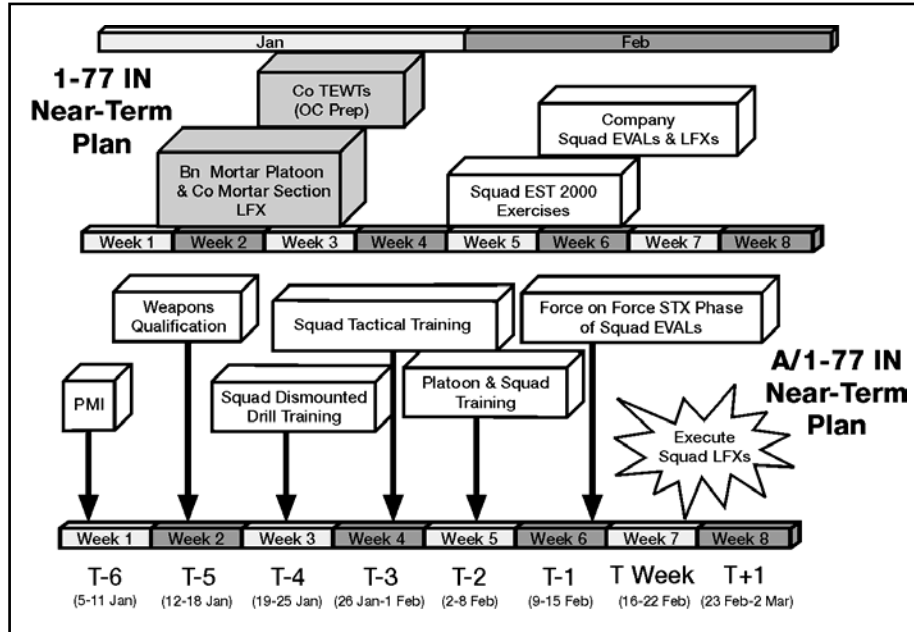 Jan
Feb
1-77 IN
Near-Term
Plan
Co TEWTs
(OC Prep)
Company
Squad EVALs & LFXs
Bn Mortar Platoon
& Co Mortar Section
LFX
Squad EST 2000
Exercises
Week 1
Week 2
Week 3
Week 4
Week 5
Week 6
Week 7
Week 8
Weapons
Qualification
Squad Tactical Training
Force on Force STX Phase
of Squad EVALs
PMI
Squad Dismounted
Drill Training
Platoon & Squad
Training
A/1-77 IN
Near-Term
Plan
Execute
Squad LFXs
Week 1
Week 2
Week 3
Week 4
Week 5
Week 6
Week 7
Week 8
T-6
(5-11 Jan)
T-5
(12-18 Jan)
T-4
(19-25 Jan)
T-3
(26 Jan-1 Feb)
T-2
(2-8 Feb)
T-1
(9-15 Feb)
T Week
(16-22 Feb)
T+1
(23 Feb-2 Mar)